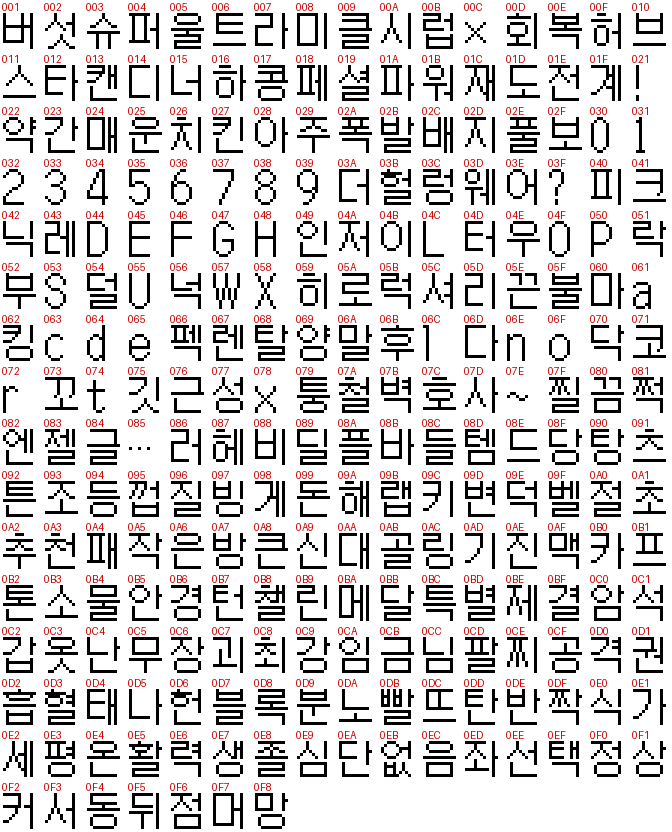 001 002 003 004 005 006 007 008 009 00A 00B 00C 00D 00E 00F 010
버 섯 슈 퍼 울 트 라 미 클 시 럽 × 회 복 허 브
011 012 013 014 015 016 017 018 019 01A 01B 01C 01D 01E 01F 021
스 타 캔 디 너 하 콩 페 셜 파 워 재 도 전 계 !
022 023 024 025 026 027 028 029 02A 02B 02C 02D 02E 02F 030 031
약 간 매 운 치 킨 아 주 폭 발 배 지 풀 보 0 1
032 033 034 035 036 037 038 039 03A 03B 03C 03D 03E 03F 040 041
2 3 4 5 6 7 8 9 더 헐 렁 웨 어 ? 피 크
042 043 044 045 046 047 048 049 04A 04B 04C 04D 04E 04F 050 051
닉 레 D E F G H 인 저 이 L 터 우 O P 락
052 053 054 055 056 057 058 059 05A 05B 05C 05D 05E 05F 060 061
부 S 덜 U 넉 W X 히 로 럭 셔 리 끈 불 마 a
062 063 064 065 066 067 068 069 06A 06B 06C 06D 06E 06F 070 071
킹 c d e 펙 렌 탈 양 말 후 l 다 n o 닥 코
072 073 074 075 076 077 078 079 07A 07B 07C 07D 07E 07F 080 081
r 꼬 t 깃 근 섬 x 퉁 철 벽 호 사 ~ 찔 끔 쩍
082 083 084 085 086 087 088 089 08A 08B 08C 08D 08E 08F 090 091
엔 젤 글 … 러 헤 비 딜 플 바 들 템 드 당 탕 츠
092 093 094 095 096 097 098 099 09A 09B 09C 09D 09E 09F 0A0 0A1
튼 조 등 껍 질 빙 게 돈 해 랩 키 변 덕 벨 절 초
0A2 0A3 0A4 0A5 0A6 0A7 0A8 0A9 0AA 0AB 0AC 0AD 0AE 0AF 0B0 0B1
추 천 패 작 은 방 큰 신 대 골 링 기 진 맥 카 프
0B2 0B3 0B4 0B5 0B6 0B7 0B8 0B9 0BA 0BB 0BC 0BD 0BE 0BF 0C0 0C1
톤 소 물 안 경 턴 챌 린 메 달 특 별 제 결 암 석
0C2 0C3 0C4 0C5 0C6 0C7 0C8 0C9 0CA 0CB 0CC 0CD 0CE 0CF 0D0 0D1
갑 옷 난 무 장 괴 최 강 임 금 님 팔 찌 공 격 권
0D2 0D3 0D4 0D5 0D6 0D7 0D8 0D9 0DA 0DB 0DC 0DD 0DE 0DF 0E0 0E1
흡 혈 태 나 헌 블 록 분 노 빨 뜨 탄 반 짝 식 가
0E2 0E3 0E4 0E5 0E6 0E7 0E8 0E9 0EA 0EB 0EC 0ED 0EE 0EF 0F0 0F1
세 평 온 활 력 생 졸 심 단 없 음 좌 선 택 정 상
0F2 0F3 0F4 0F5 0F6 0F7 0F8
커 서 동 뒤 점 머 망